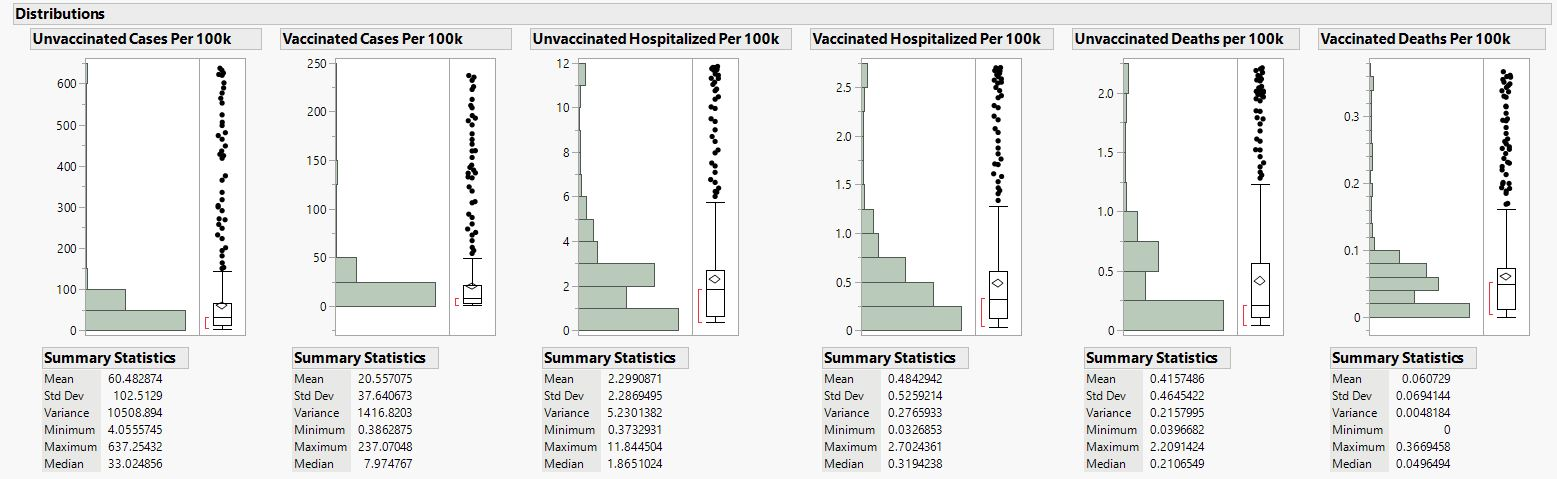 Distributions
Unvaccinated Cases Per 100k
600
500
400
300
200
100
0
Summary Statistics
Mean 60.482874
Std Dev 102.5129
Variance 10508.894
Minimum 4.0555745
Maximum 637.25432
Median 33.024856
Vaccinated Cases Per 100k
250
200
150
100
50
0
Summary Statistics
Mean 20.557075
Std Dev 37.640673
Variance 1416.8203
Minimum 0.3862875
Maximum 237.07048
Median 7.974767
Unvaccinated Hospitalized Per 100k
12
10
8
6
4
2
0
Summary Statistics
Mean 2.2990871
Std Dev 2.2869495
Variance 5.2301382
Minimum 0.3732931
Maximum 11.844504
Median 1.8651024
Vaccinated Hospitalized Per 100k
2.5
2.0
1.5
1.0
0.5
0
Summary Statistics
Mean 0.4842942
Std Dev 0.5259214
Variance 0.2765933
Minimum 0.0326853
Maximum 2.7024361
Median 0.3194238
Unvaccinated Deaths per 100k
2.0
1.5
1.0
0.5
0
Summary Statistics
Mean 0.4157486
Std Dev 0.4645422
Variance 0.2157995
Minimum 0.0396682
Maximum 2.2091424
Median 0.2106549
Vaccinated Deaths Per 100k
0.3
0.2
0.1
0
Summary Statistics
Mean 0.060729
Std Dev 0.0694144
Variance 0.0048184
Minimum 0
Maximum 0.3669458
Median 0.0496494